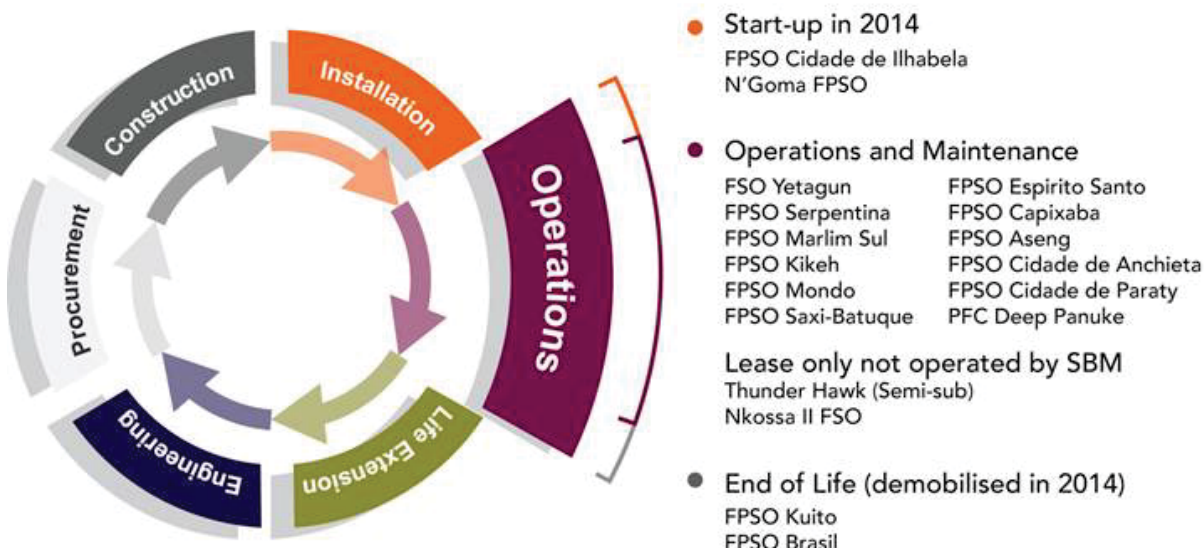 Construction
Installation
Operations
Life Extension
Engineering
Procurement
Start-up in 2014
FPSO Cidade de Ilhabela
N'Goma FPSO
Operations and Maintenance
FSO Yetagun
FPSO Serpentina
FPSO Marlim Sul
FPSO Kikeh
FPSO Mondo
FPSO Saxi-Batuque
FPSO Espirito Santo
FPSO Capixaba
FPSO Aseng
FPSO Cidade de Anchieta
FPSO Cidade de Paraty
PFC Deep Panuke
Lease only not operated by SBM
Thunder Hawk (Semi-sub)
Nkossa II FSO
End of Life (demobilised in 2014)
FPSO Kuito
FPSO Brasil